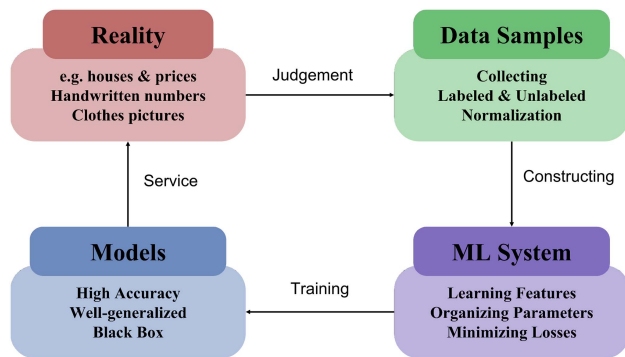 Reality
e.g. houses & prices
Handwritten numbers
Clothes pictures
Judgement
Data Samples
Collecting
Labeled & Unlabeled
Normalization
Service
Constructing
Models
High Accuracy
Well-generalized
Black Box
Training
ML System
Learning Features
Organizing Parameters
Minimizing Losses